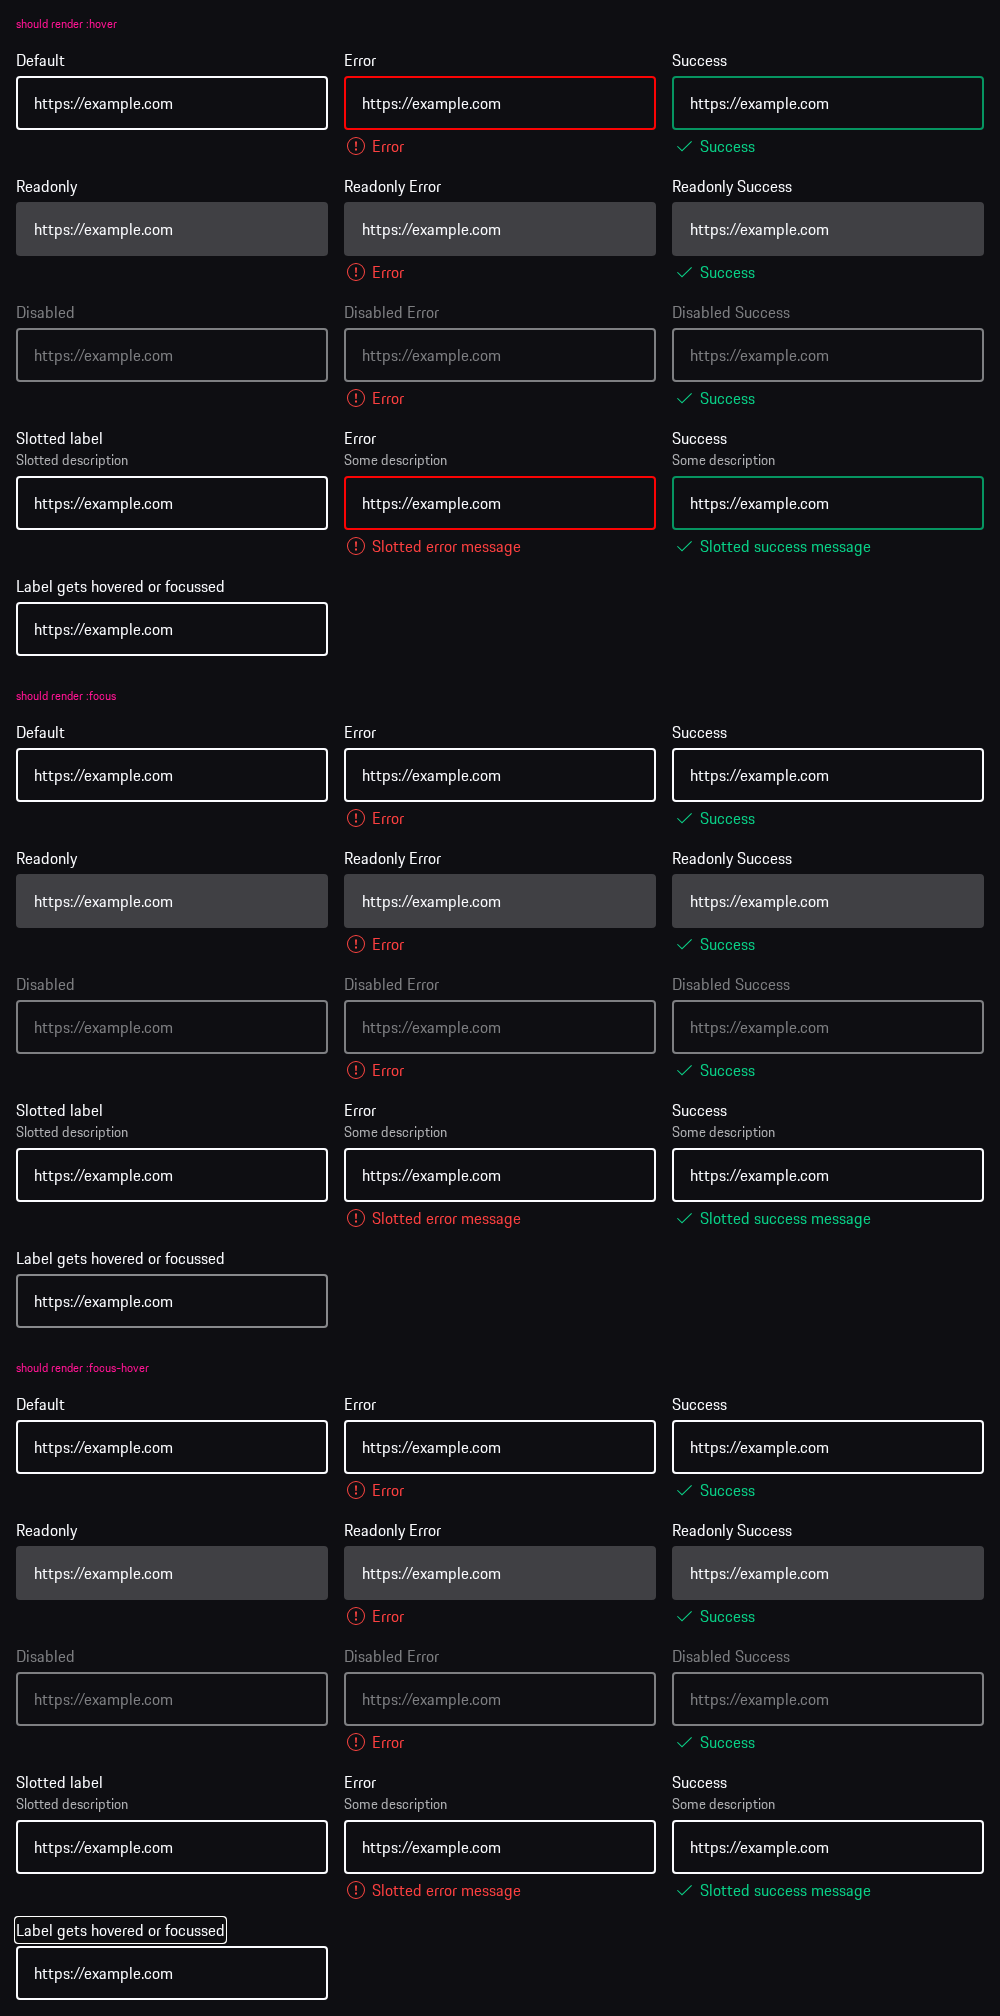 should render :hover
Default Error Success
https://example.com https://example.com https://example.com
Error Success
Readonly Readonly Error Readonly Success
https://example.com https://example.com https://example.com
Error Success
Disabled Disabled Error Disabled Success
https://example.com https://example.com https://example.com
Error Success
Slotted label Error Success
Slotted description Some description Some description
https://example.com https://example.com https://example.com
Slotted error message Slotted success message
Label gets hovered or focussed
https://example.com
should render :focus
Default Error Success
https://example.com https://example.com https://example.com
Error Success
Readonly Readonly Error Readonly Success
https://example.com https://example.com https://example.com
Error Success
Disabled Disabled Error Disabled Success
https://example.com https://example.com https://example.com
Error Success
Slotted label Error Success
Slotted description Some description Some description
https://example.com https://example.com https://example.com
Slotted error message Slotted success message
Label gets hovered or focussed
https://example.com
should render :focus-hover
Default Error Success
https://example.com https://example.com https://example.com
Error Success
Readonly Readonly Error Readonly Success
https://example.com https://example.com https://example.com
Error Success
Disabled Disabled Error Disabled Success
https://example.com https://example.com https://example.com
Error Success
Slotted label Error Success
Slotted description Some description Some description
https://example.com https://example.com https://example.com
Slotted error message Slotted success message
Label gets hovered or focussed
https://example.com